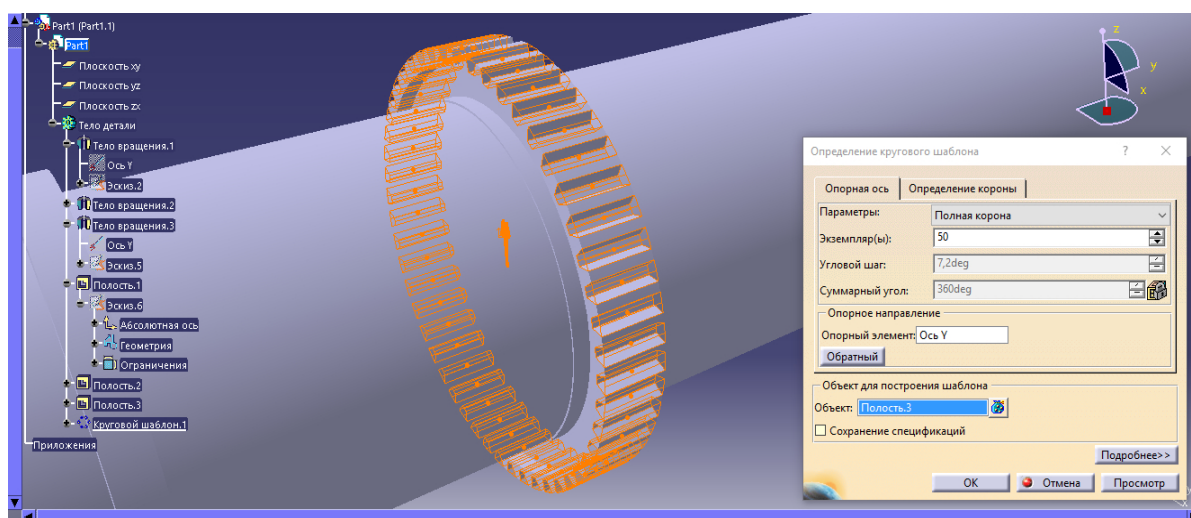 Part1 (Part1.1)
Part1
Плоскость xy
Плоскость yz
Плоскость zx
Тело детали
Тело вращения.1
Ось Y
Эскиз.2
Тело вращения.2
Тело вращения.3
Ось Y
Эскиз.5
Полость.1
Эскиз.6
Абсолютная ось
Геометрия
Ограничения
Полость.2
Полость.3
Круговой шаблон.1
Приложения
z
y
x
Определение кругового шаблона ? ×
Опорная ось Определение короны
Параметры: Полная корона
Экземпляр(ы): 50
Угловой шаг: 7,2deg
Суммарный угол: 360deg
Опорное направление
Опорный элемент: Ось Y
Обратный
Объект для построения шаблона
Объект: Полость.3
Сохранение спецификаций
Подробнее>>
ОК Отмена Просмотр